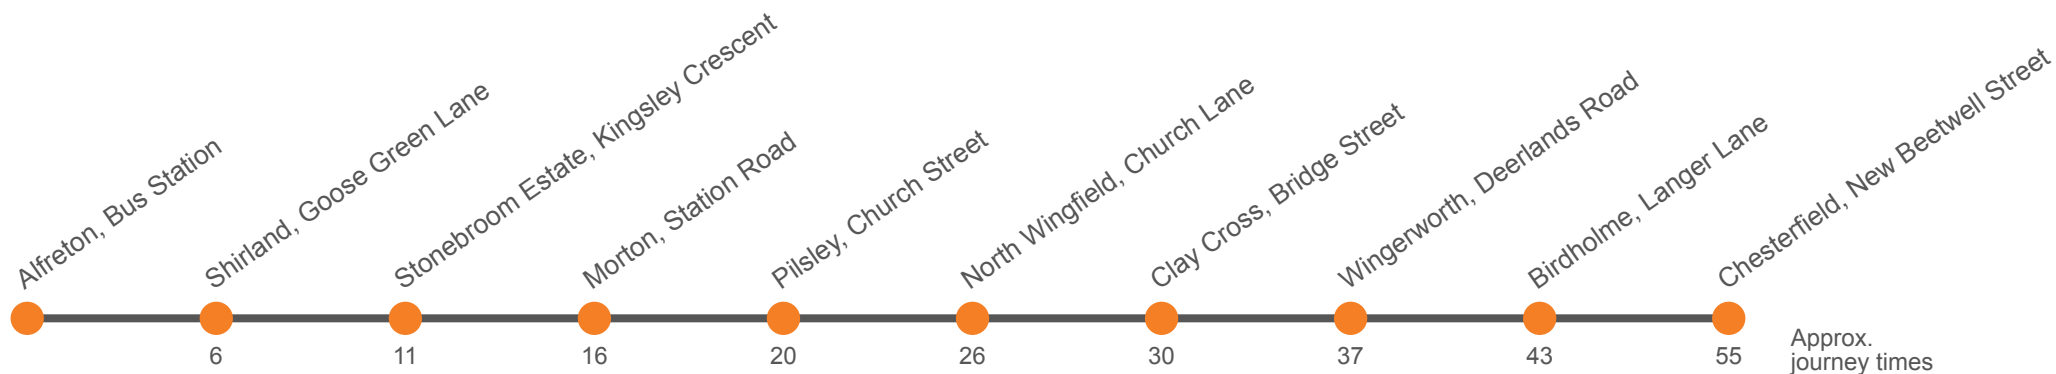 Alfreton, Bus Station
Shirland, Goose Green Lane
Stonebroom Estate, Kingsley Crescent
Morton, Station Road
Pilsley, Church Street
North Wingfield, Church Lane
Clay Cross, Bridge Street
Wingerworth, Deerlands Road
Birdholme, Langer Lane
Chesterfield, New Beetwell Street
6
11
16
20
26
30
37
43
55
Approx.
journey times